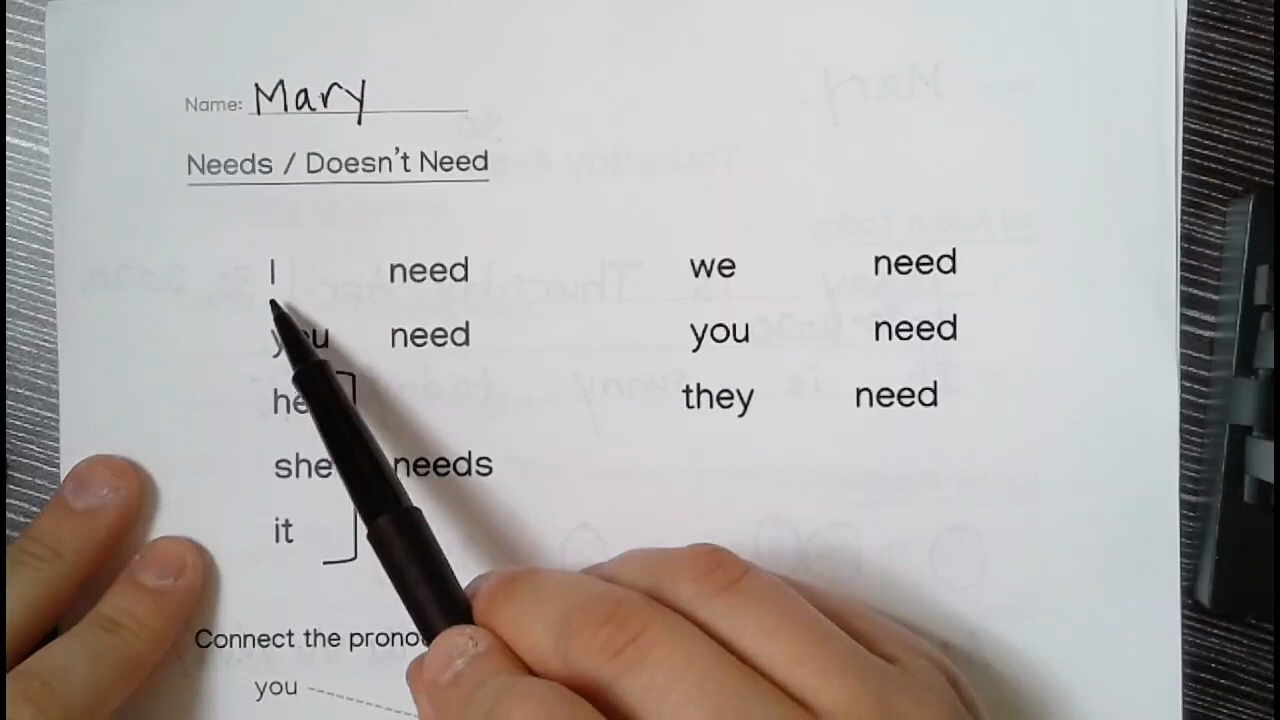 Name: Mary
Needs / Doesn't Need
I need we need
you need you need
he they need
she needs
it
Connect the
you